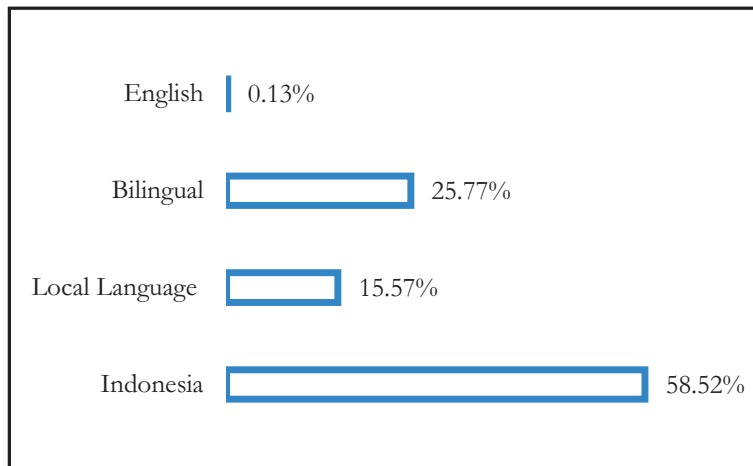 English 0.13%
Bilingual 25.77%
Local Language 15.57%
Indonesia 58.52%